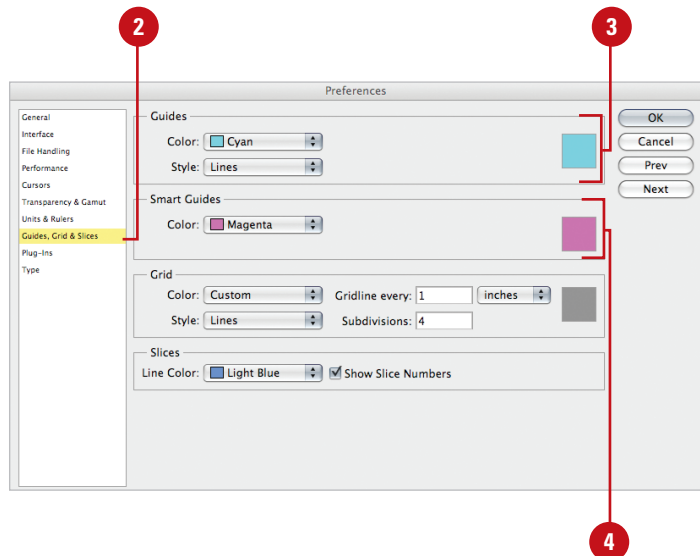 2
3
Preferences
General
Interface
File Handling
Performance
Cursors
Transparency & Gamut
Units & Rulers
Guides, Grid & Slices
Plug-Ins
Type
Guides
Color: Cyan
Style: Lines
Smart Guides
Color: Magenta
Grid
Color: Custom Gridline every: 1 inches
Style: Lines Subdivisions: 4
Slices
Line Color: Light Blue Show Slice Numbers
OK
Cancel
Prev
Next
4